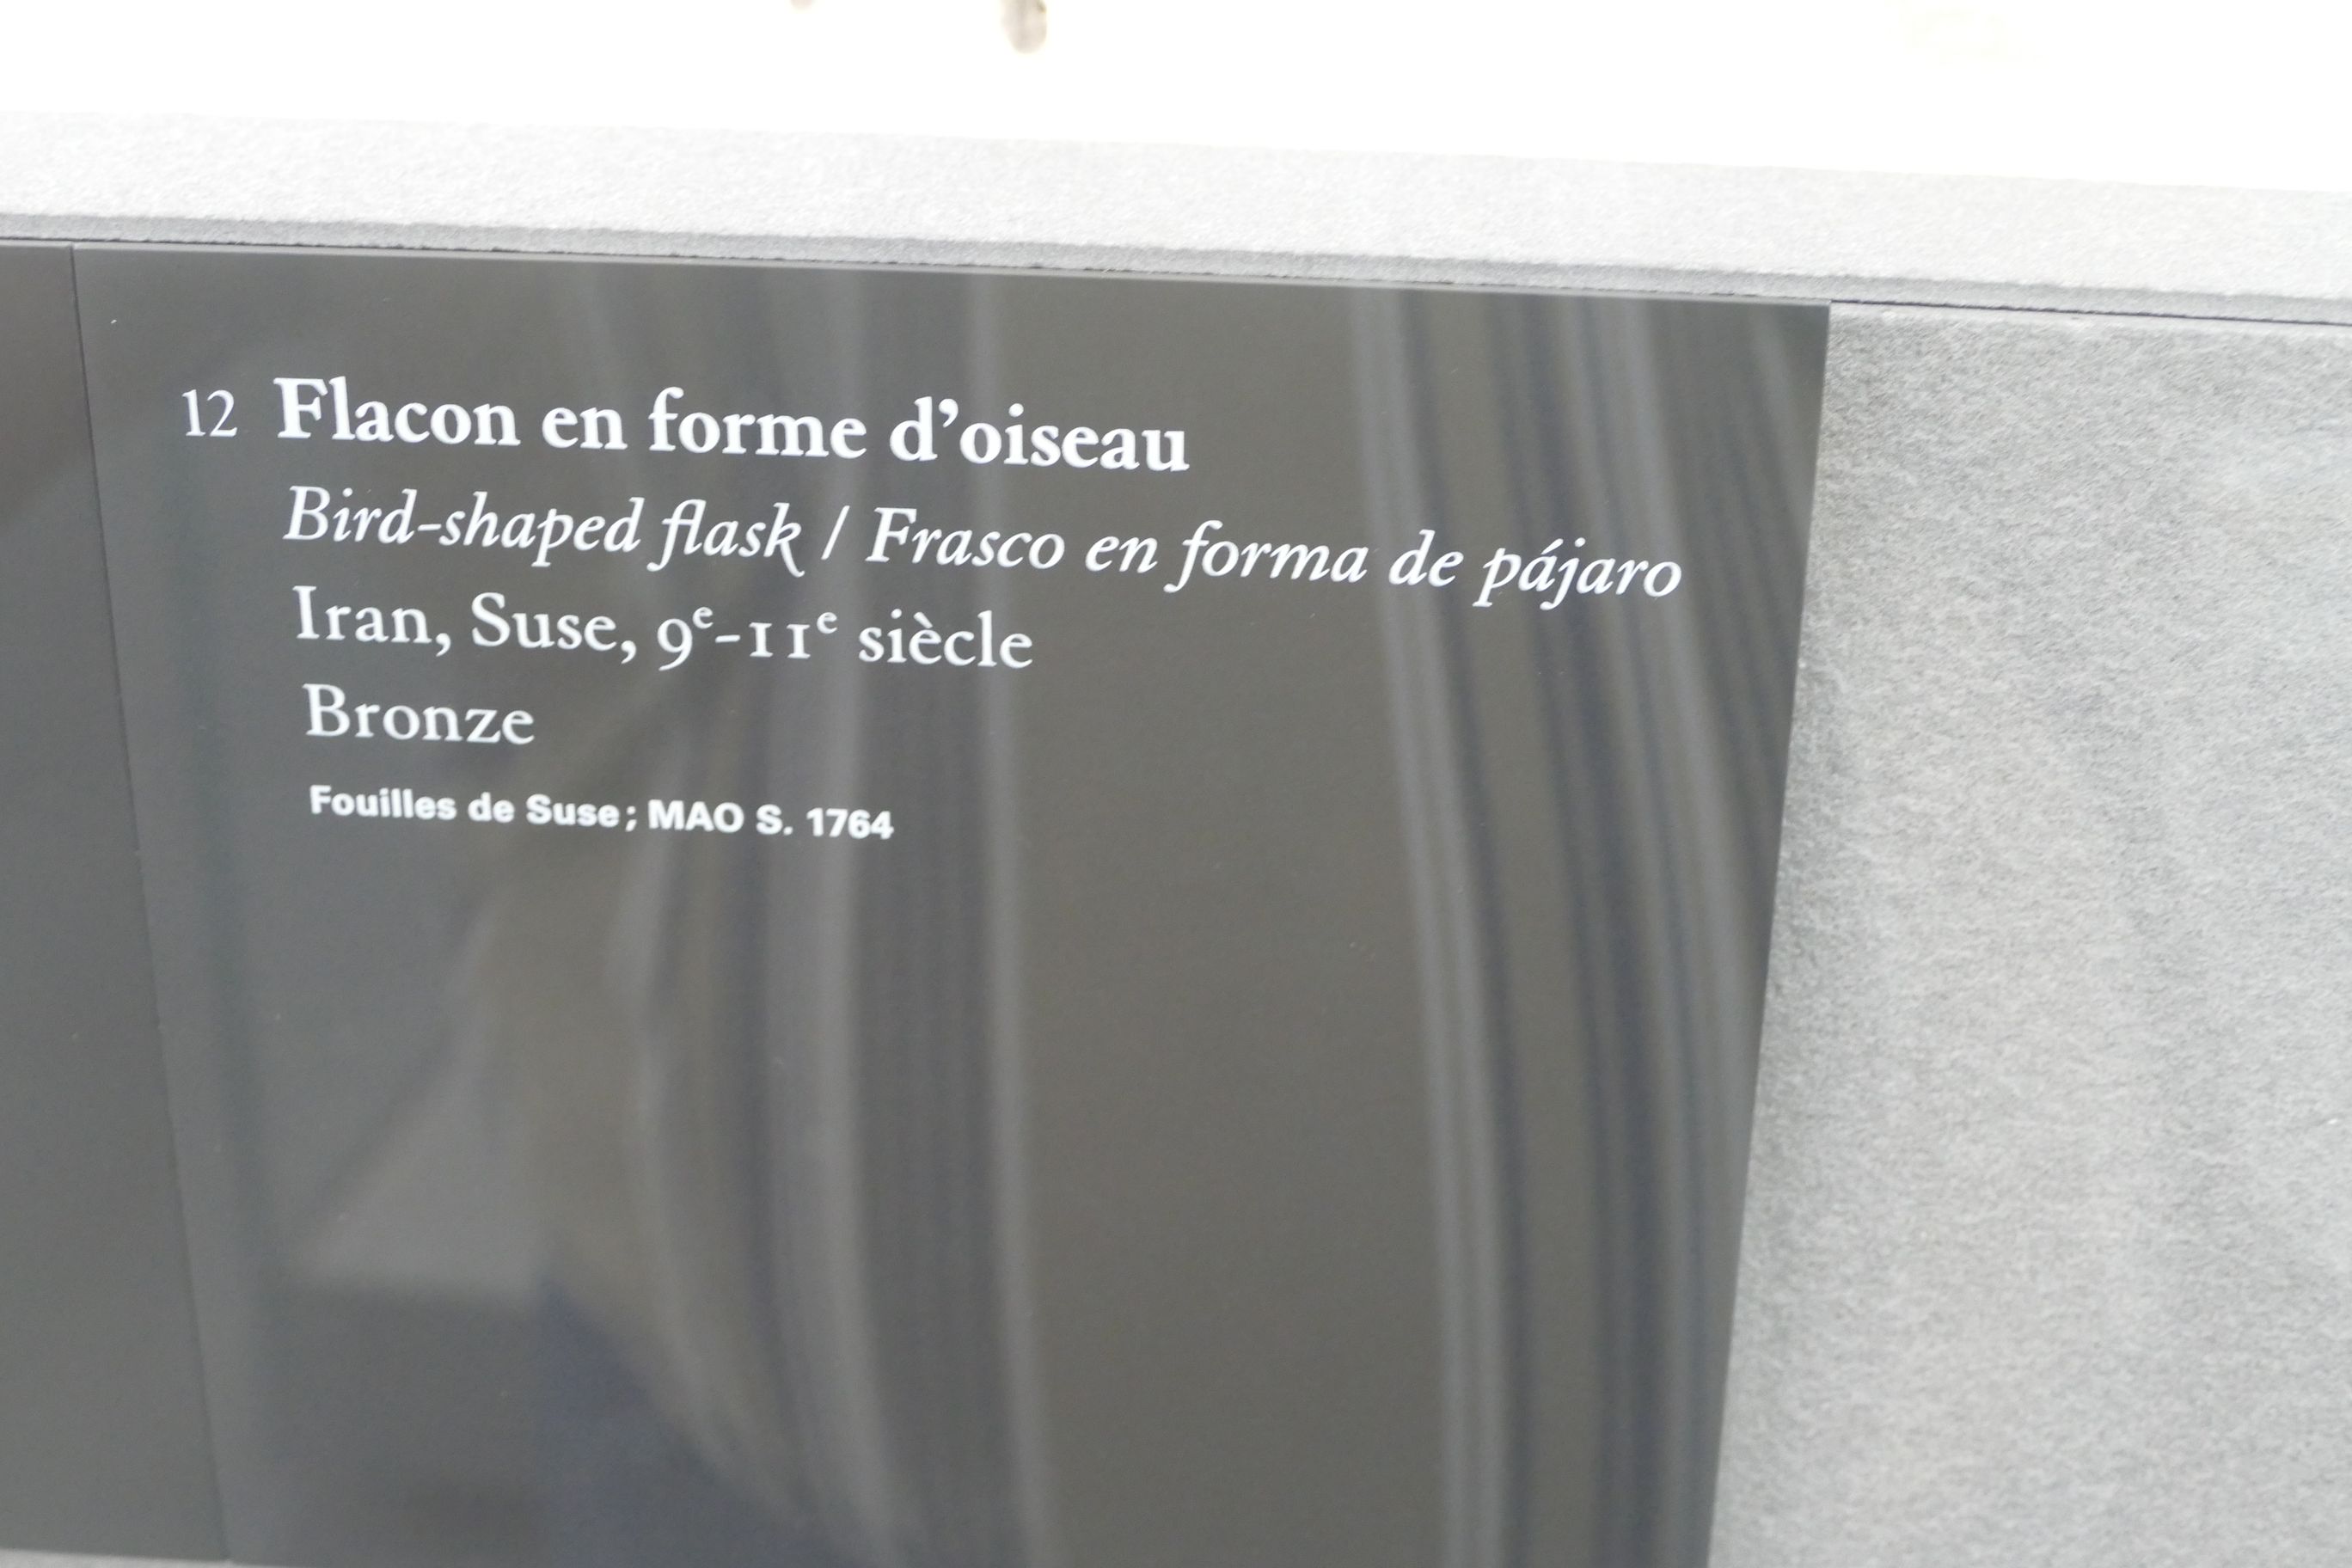 12 Flacon en forme d’oiseau
Bird-shaped flask / Frasco en forma de pájaro
Iran, Suse, 9e-11e siècle
Bronze
Fouilles de Suse; MAO S. 1764